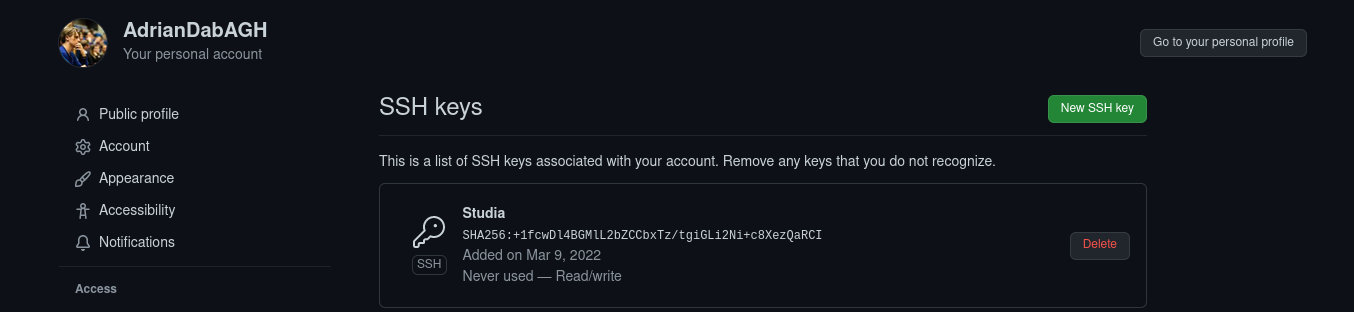 AdrianDabAGH
Your personal account
Go to your personal profile
Public profile
Account
Appearance
Accessibility
Notifications
Access
SSH keys
New SSH key
This is a list of SSH keys associated with your account. Remove any keys that you do not recognize.
Studia
SHA256:+1fcwDl4BGMlL2bZCCbxTz/tgiGLi2Ni+c8XezQaRCI
Added on Mar 9, 2022
Never used — Read/write
SSH
Delete